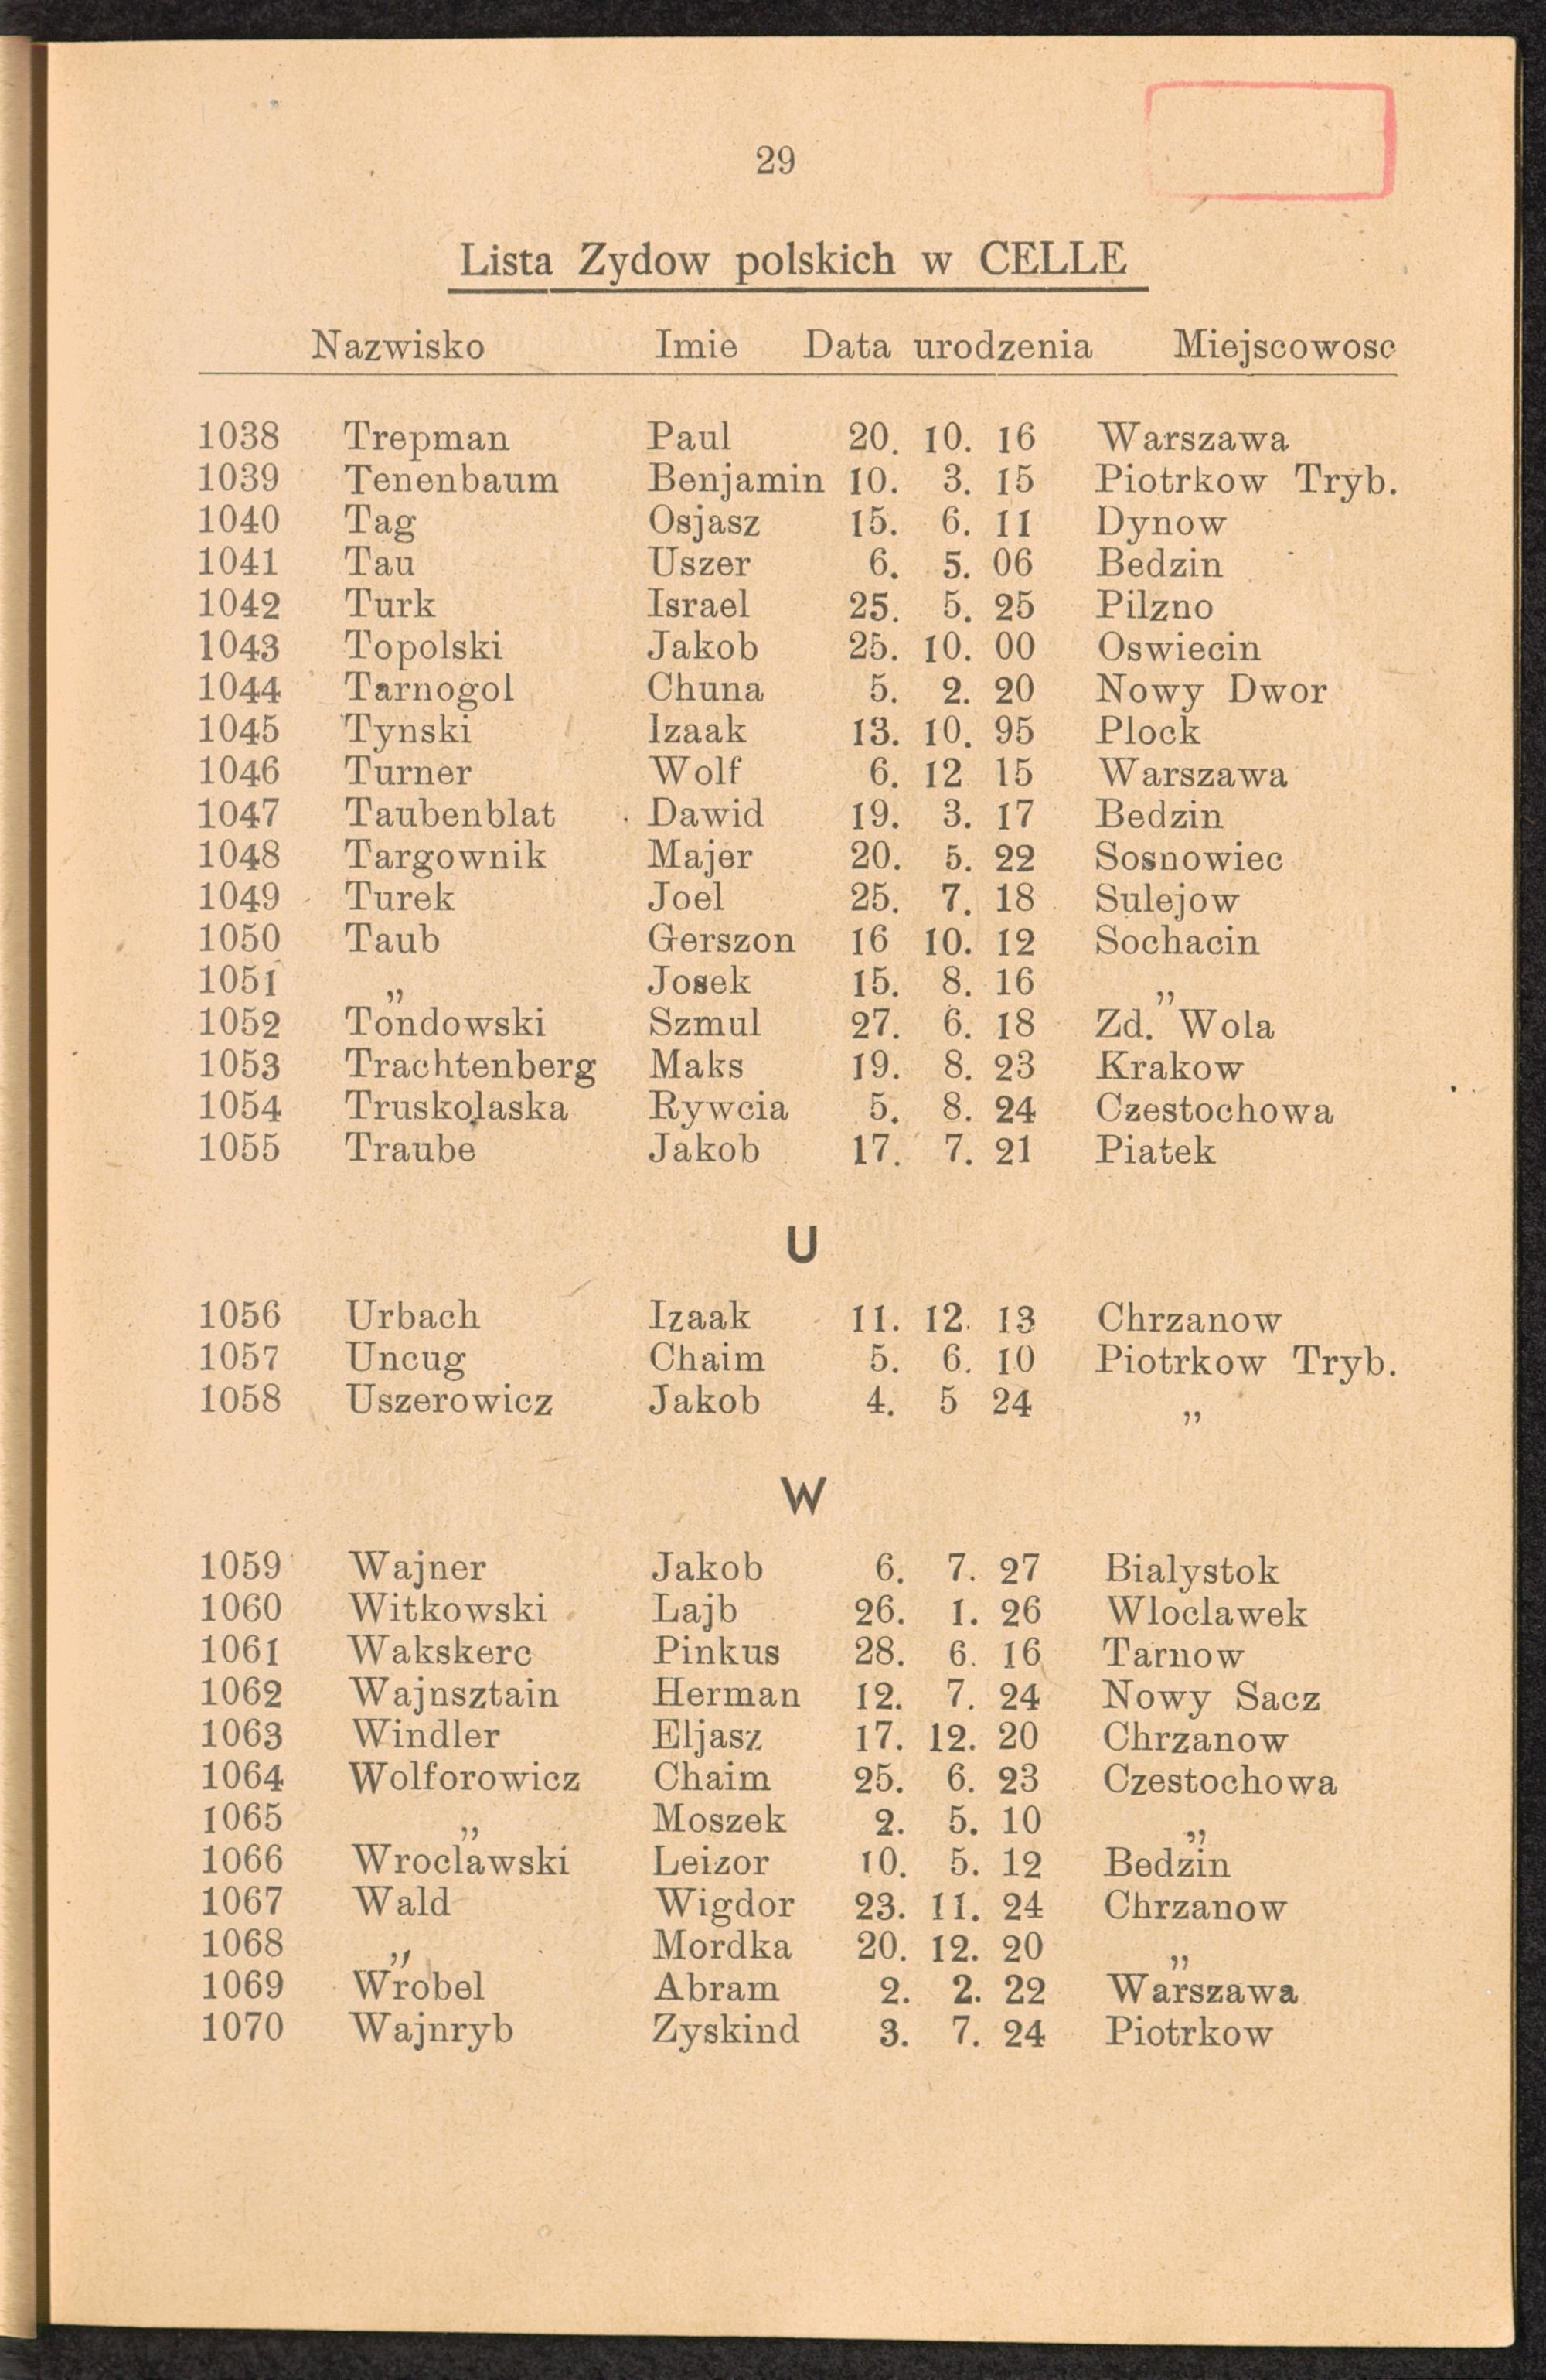 29
Lista Zydow polskich w CELLE
Nazwisko Imie Data urodzenia Miejscowosc
1038 Trepman Paul 20. 10. 16 Warszawa
1039 Tenenbaum Benjamin 10. 3. 15 Piotrkow Tryb.
1040 Tag Osjasz 15. 6. 11 Dynow
1041 Tau Uszer 6. 5. 06 Bedzin
1042 Turk Israel 25. 5. 25 Pilzno
1043 Topolski Jakob 25. 10. 00 Oswiecin
1044 Tarnogol Chuna 5. 2. 20 Nowy Dwor
1045 Tynski Izaak 13. 10. 95 Plock
1046 Turner Wolf 6. 12 15 Warszawa
1047 Taubenblat Dawid 19. 3. 17 Bedzin
1048 Targownik Majer 20. 5. 22 Sosnowiec
1049 Turek Joel 25. 7. 18 Sulejow
1050 Taub Gerszon 16 10. 12 Sochacin
1051 „ Josek 15. 8. 16 „
1052 Tondowski Szmul 27. 6. 18 Zd. Wola
1053 Trachtenberg Maks 19. 8. 23 Krakow
1054 Truskolaska Rywcia 5. 8. 24 Czestochowa
1055 Traube Jakob 17. 7. 21 Piatek
U
1056 Urbach Izaak 11. 12. 13 Chrzanow
1057 Uncug Chaim 5. 6. 10 Piotrkow Tryb.
1058 Uszerowicz Jakob 4. 5 24 „
W
1059 Wajner Jakob 6. 7. 27 Bialystok
1060 Witkowski Lajb 26. 1. 26 Wloclawek
1061 Wakskerc Pinkus 28. 6. 16 Tarnow
1062 Wajnsztain Herman 12. 7. 24 Nowy Sacz
1063 Windler Eljasz 17. 12. 20 Chrzanow
1064 Wolforowicz Chaim 25. 6. 23 Czestochowa
1065 „ Moszek 2. 5. 10 „
1066 Wroclawski Leizor 10. 5. 12 Bedzin
1067 Wald Wigdor 23. 11. 24 Chrzanow
1068 „ Mordka 20. 12. 20 „
1069 Wrobel Abram 2. 2. 22 Warszawa
1070 Wajnryb Zyskind 3. 7. 24 Piotrkow